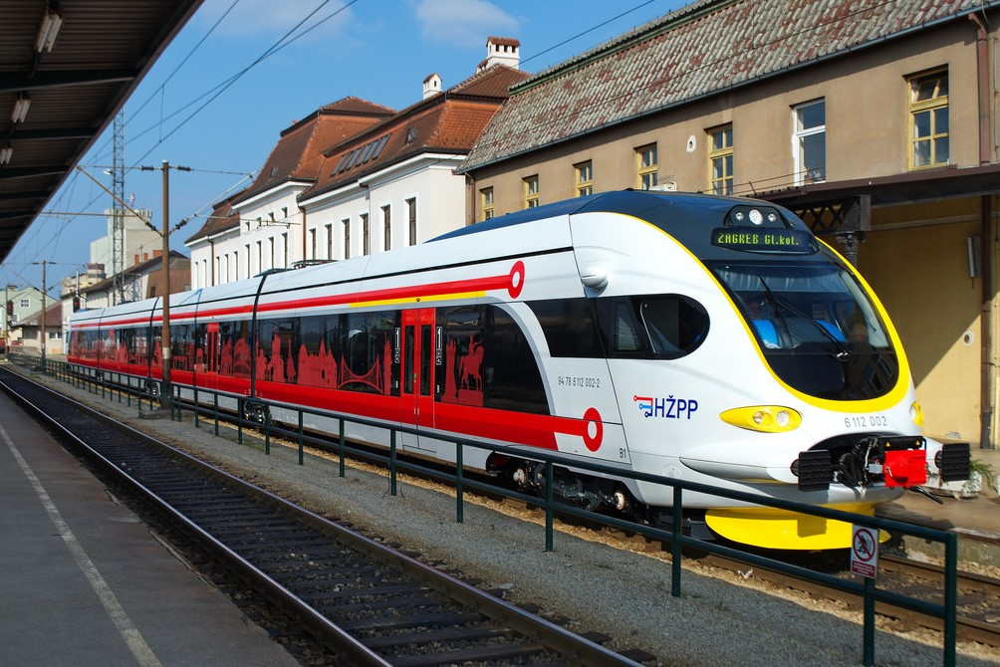 ZAGREB Gl.kol.
94 78 6 112 002-2
HŽPP
6 112 002
B1